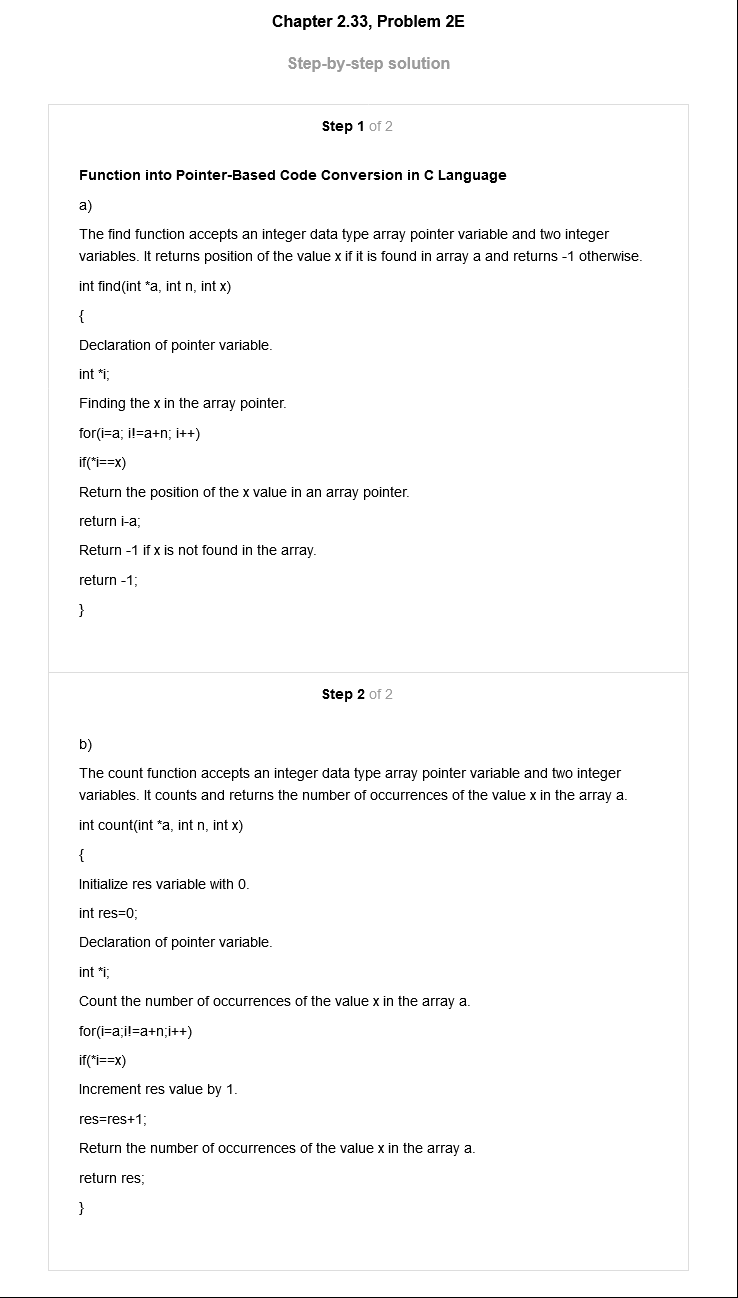 Chapter 2.33, Problem 2E
Step-by-step solution
Step 1 of 2
Function into Pointer-Based Code Conversion in C Language
a)
The find function accepts an integer data type array pointer variable and two integer
variables. It returns position of the value x if it is found in array a and returns -1 otherwise.
int find(int *a, int n, int x)
{
Declaration of pointer variable.
int *i;
Finding the x in the array pointer.
for(i=a; i!=a+n; i++)
if(*i==x)
Return the position of the x value in an array pointer.
return i-a;
Return -1 if x is not found in the array.
return -1;
}
Step 2 of 2
b)
The count function accepts an integer data type array pointer variable and two integer
variables. It counts and returns the number of occurrences of the value x in the array a.
int count(int *a, int n, int x)
{
Initialize res variable with 0.
int res=0;
Declaration of pointer variable.
int *i;
Count the number of occurrences of the value x in the array a.
for(i=a;i!=a+n;i++)
if(*i==x)
Increment res value by 1.
res=res+1;
Return the number of occurrences of the value x in the array a.
return res;
}